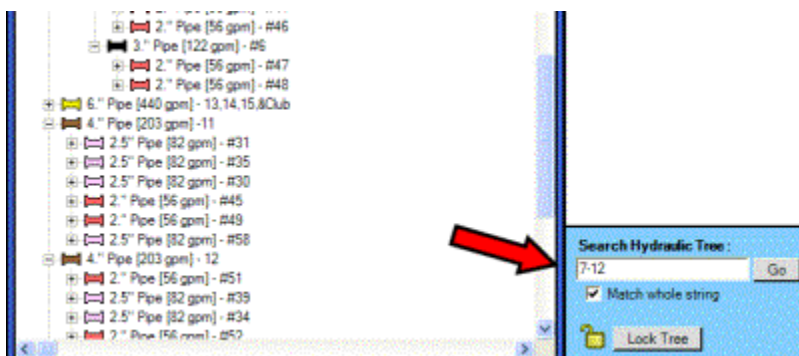 2." Pipe [56 gpm] - #46
3." Pipe [122 gpm] - #6
2." Pipe [56 gpm] - #47
2." Pipe [56 gpm] - #48
6." Pipe [440 gpm] - 13,14,15,&Club
4." Pipe [203 gpm] -11
2.5" Pipe [82 gpm] - #31
2.5" Pipe [82 gpm] - #35
2.5" Pipe [82 gpm] - #30
2." Pipe [56 gpm] - #45
2." Pipe [56 gpm] - #49
2.5" Pipe [82 gpm] - #58
4." Pipe [203 gpm] - 12
2." Pipe [56 gpm] - #51
2.5" Pipe [82 gpm] - #39
2.5" Pipe [82 gpm] - #34
2." Pipe [56 gpm] - #52
Search Hydraulic Tree :
7-12 Go
Match whole string
Lock Tree